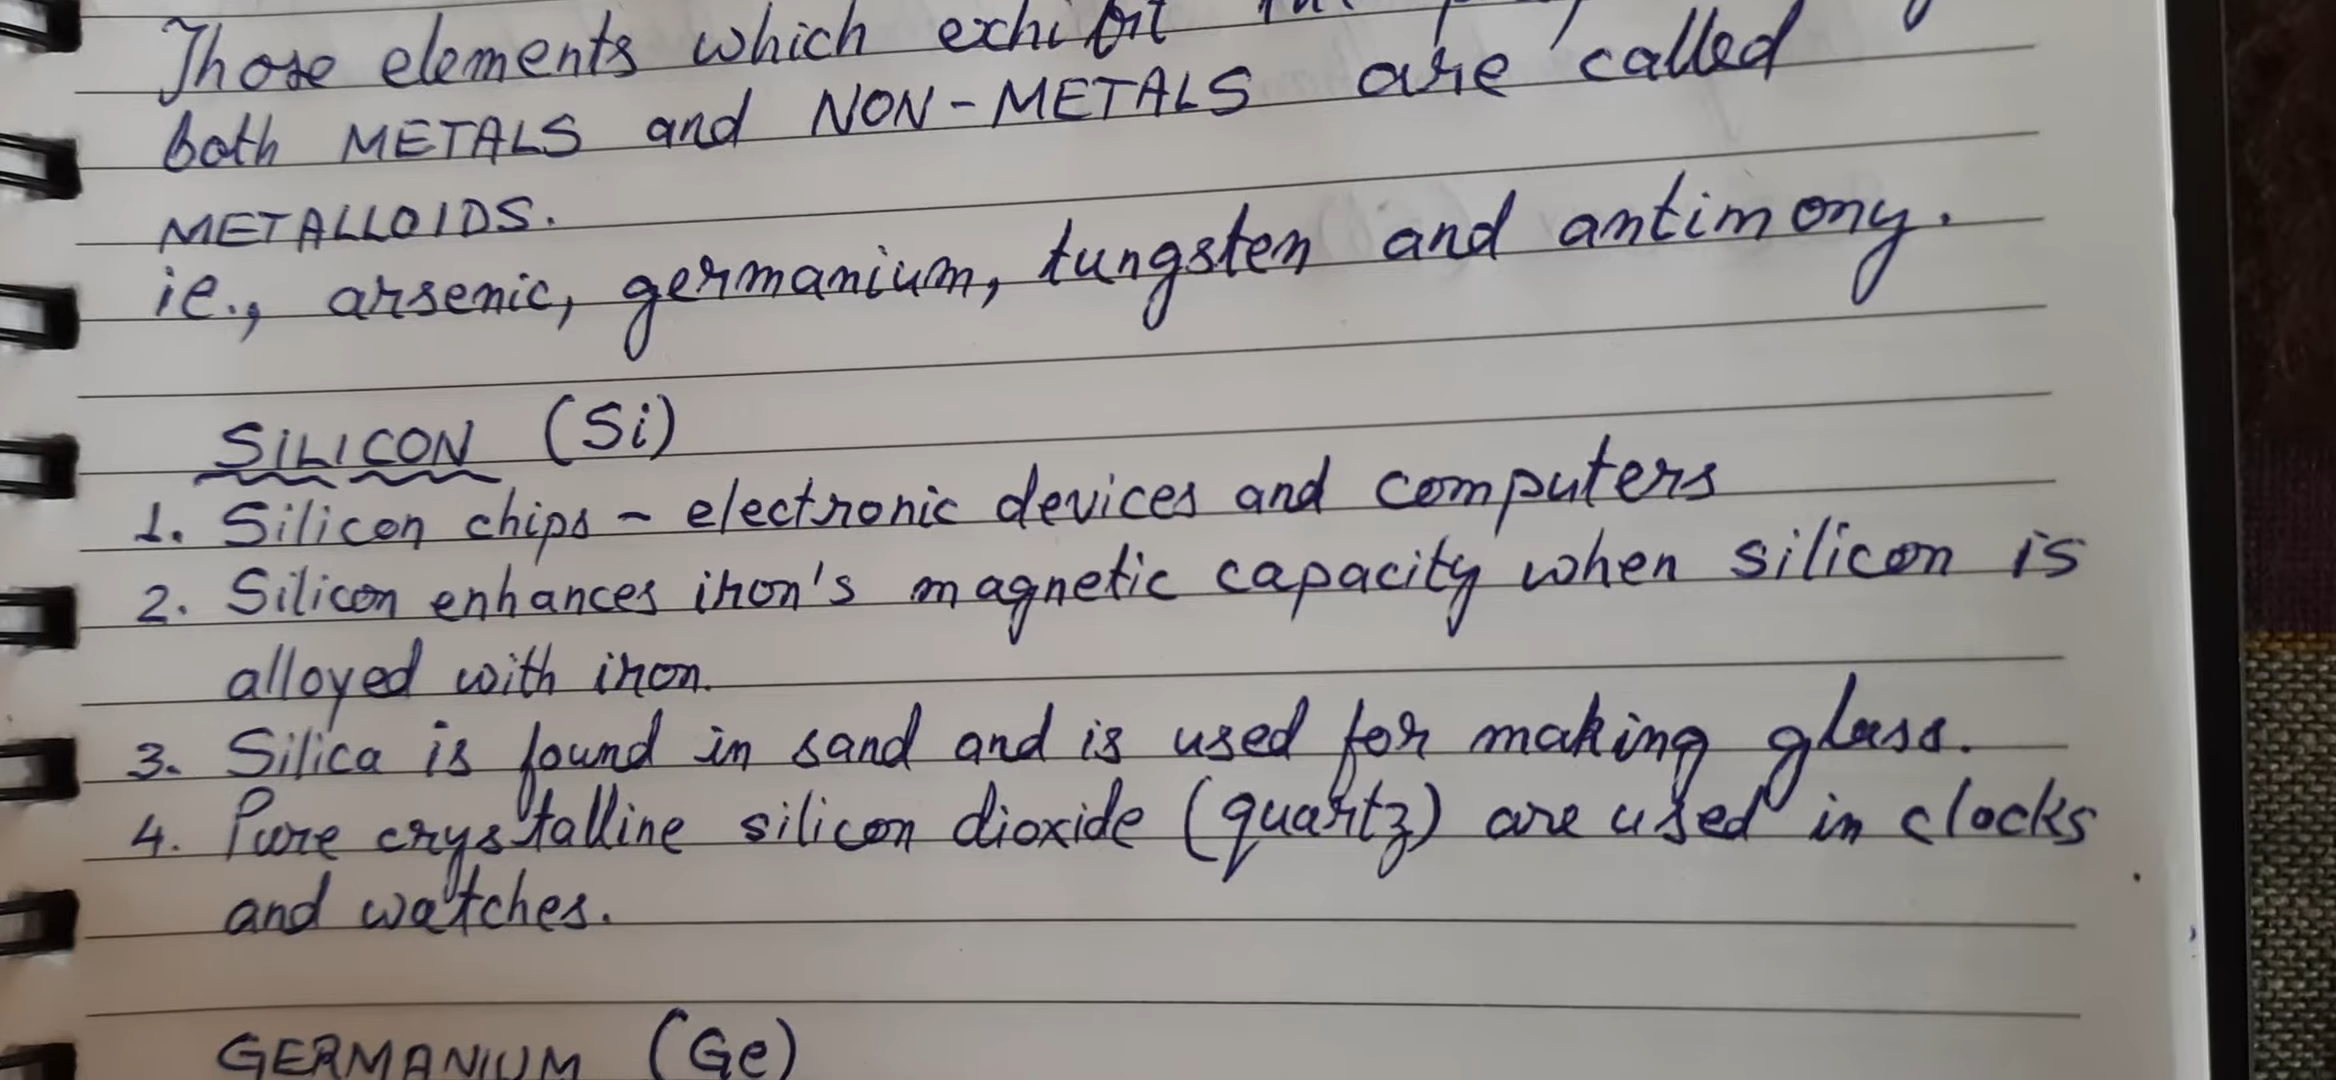 Those elements which exhibit
both METALS and NON-METALS are called
METALLOIDS.
ie., arsenic, germanium, tungsten and antimony.
SILICON (Si)
1. Silicon chips - electronic devices and computers
2. Silicon enhances iron's magnetic capacity when silicon is
alloyed with iron.
3. Silica is found in sand and is used for making glass.
4. Pure crystalline silicon dioxide (quartz) are used in clocks
and watches.
GERMANIUM (Ge)